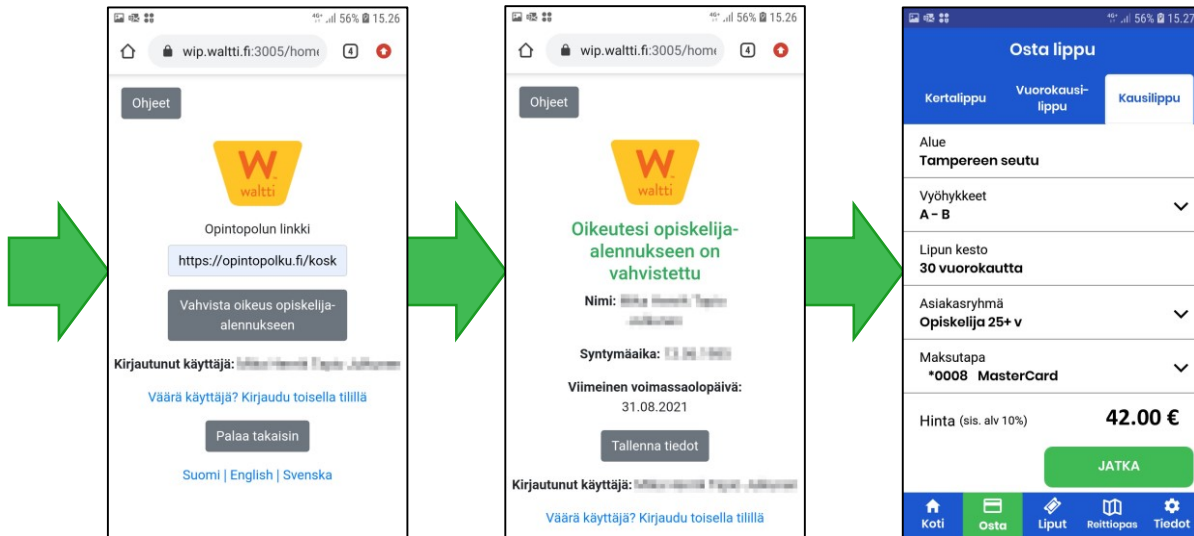 4G+ 56% 15.26
wip.waltti.fi:3005/home 4
Ohjeet
W
waltti
Opintopolun linkki
https://opintopolku.fi/kosk
Vahvista oikeus opiskelija-
alennukseen
Kirjautunut käyttäjä:
Väärä käyttäjä? Kirjaudu toisella tilillä
Palaa takaisin
Suomi | English | Svenska
4G+ 56% 15.26
wip.waltti.fi:3005/home 4
Ohjeet
W
waltti
Oikeutesi opiskelija-
alennukseen on
vahvistettu
Nimi:
Syntymäaika:
Viimeinen voimassaolopäivä:
31.08.2021
Tallenna tiedot
Kirjautunut käyttäjä:
Väärä käyttäjä? Kirjaudu toisella tilillä
4G+ 56% 15.27
Osta lippu
Kertalippu Vuorokausi-
lippu Kausilippu
Alue
Tampereen seutu
Vyöhykkeet
A - B
Lipun kesto
30 vuorokautta
Asiakasryhmä
Opiskelija 25+ v
Maksutapa
*0008 MasterCard
Hinta (sis. alv 10%) 42.00 €
JATKA
Koti Osta Liput Reittiopas Tiedot